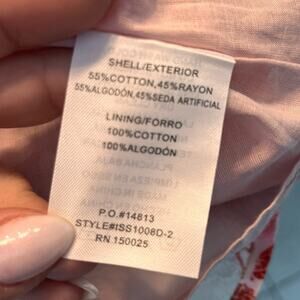 SHELL/EXTERIOR
55%COTTON,45%RAYON
55%ALGODÓN,45%SEDA ARTIFICIAL
LINING/FORRO
100%COTTON
100%ALGODÓN
P.O.#14813
STYLE#ISS1008D-2
RN 150025